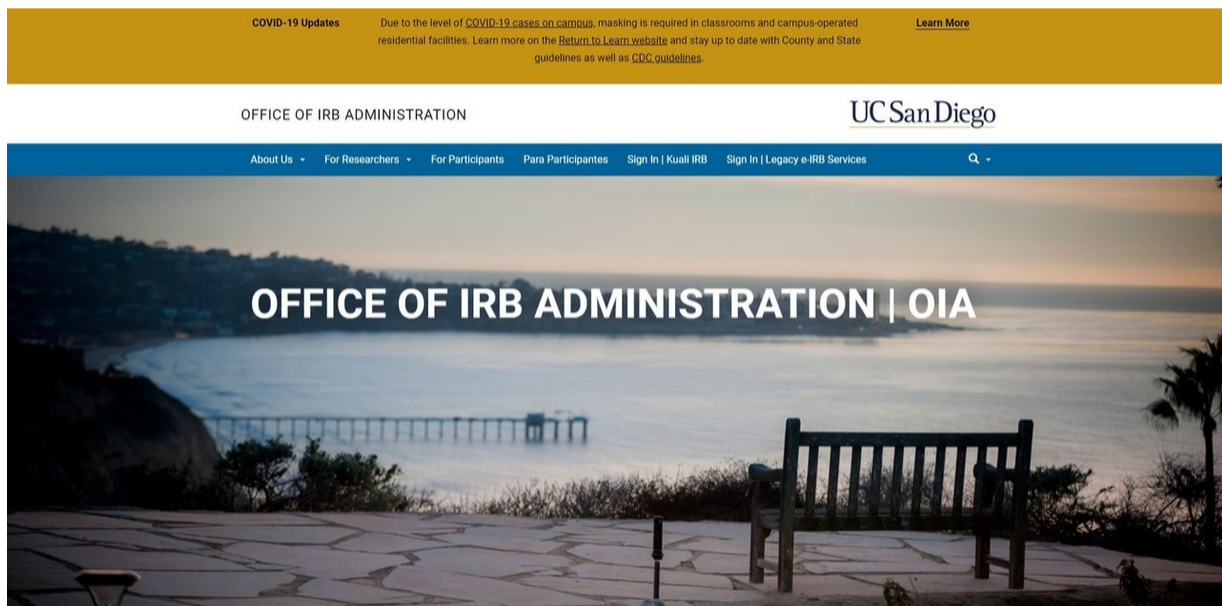 COVID-19 Updates
Due to the level of COVID-19 cases on campus, masking is required in classrooms and campus-operated
residential facilities. Learn more on the Return to Learn website and stay up to date with County and State
guidelines as well as CDC guidelines.
Learn More
OFFICE OF IRB ADMINISTRATION
UC San Diego
About Us
For Researchers
For Participants
Para Participantes
Sign In | Kuali IRB
Sign In | Legacy e-IRB Services
OFFICE OF IRB ADMINISTRATION | OIA